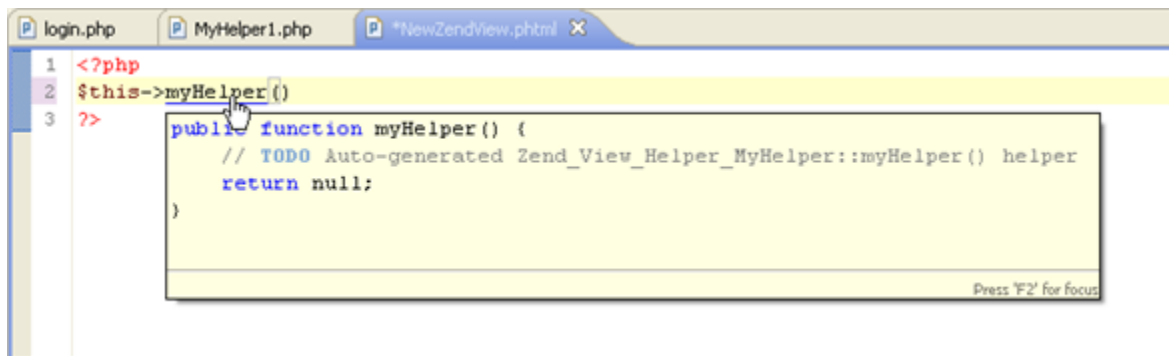 login.php MyHelper1.php *NewZendView.phtml
1 <?php
2 $this->myHelper()
3 ?>
public function myHelper() {
// TODO Auto-generated Zend_View_Helper_MyHelper::myHelper() helper
return null;
}
Press 'F2' for focus